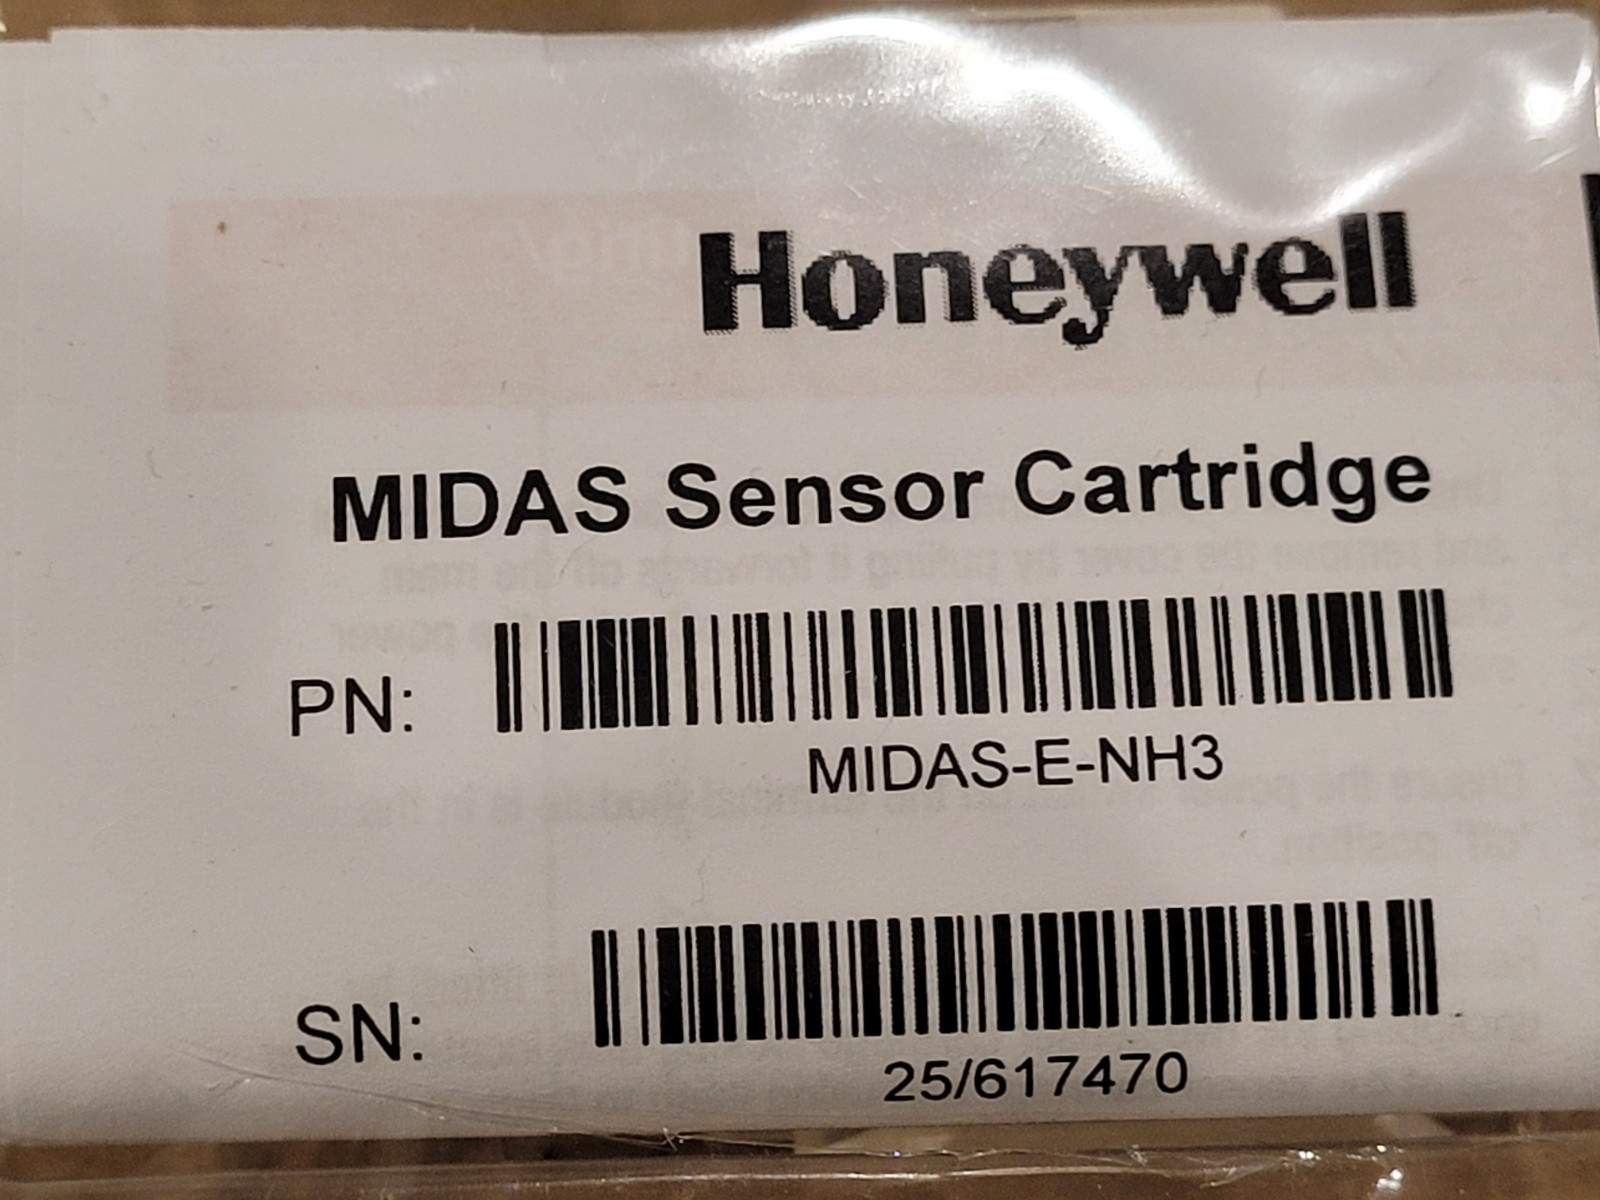 Honeywell
MIDAS Sensor Cartridge
PN:
MIDAS-E-NH3
SN:
25/617470